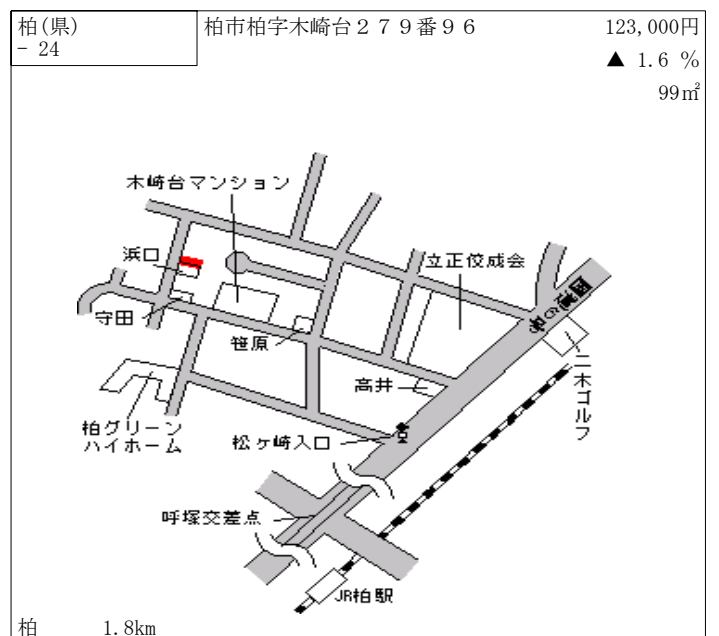 柏(県)
- 24
柏市柏字木崎台２７９番９６
123,000円
▲ 1.6 %
99㎡
木崎台マンション
浜口
立正佼成会
国道6号
守田
笹原
高井
二木ゴルフ
柏グリーン
ハイホーム
松ヶ崎入口
呼塚交差点
JR柏駅
柏 1.8km